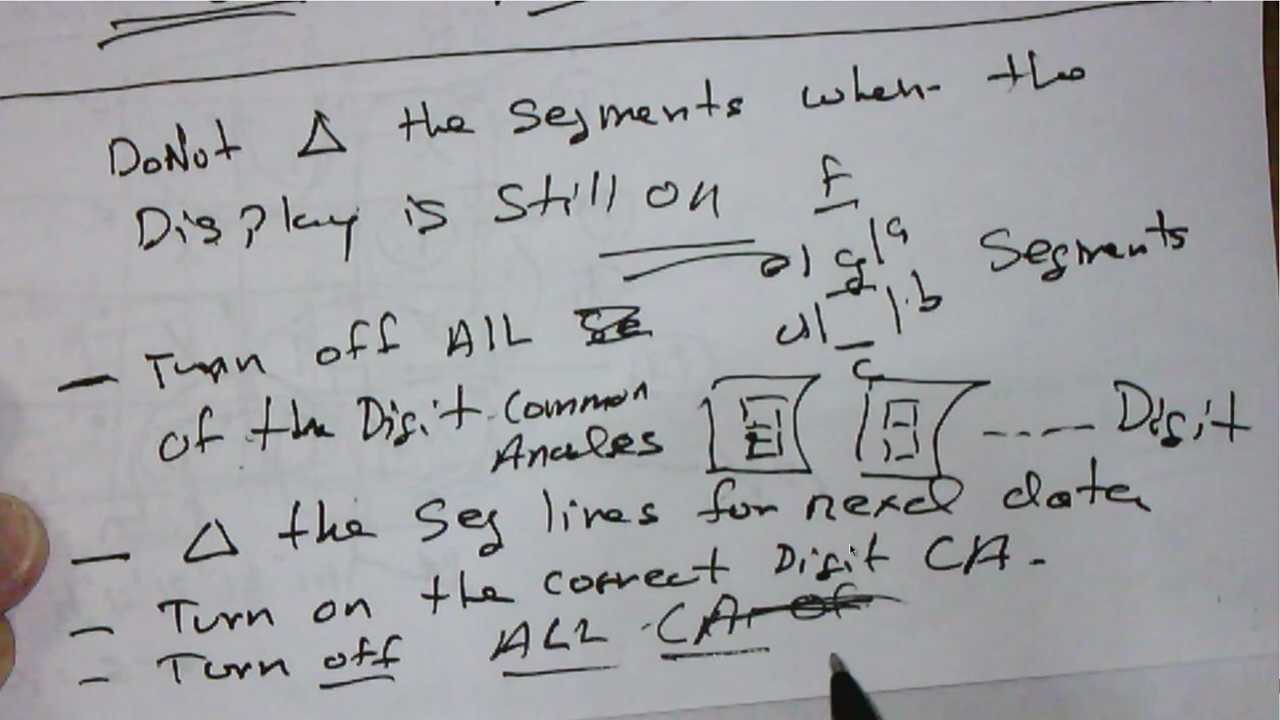 DoNot Δ the Segments when the
Display is Still on
f
g a Segments
d
b
c
— Turn off ALL
of the Digit Common
Anodes
---- Digit
— Δ the Seg lines for next data
— Turn on the correct Digit CA.
— Turn off ALL CA of